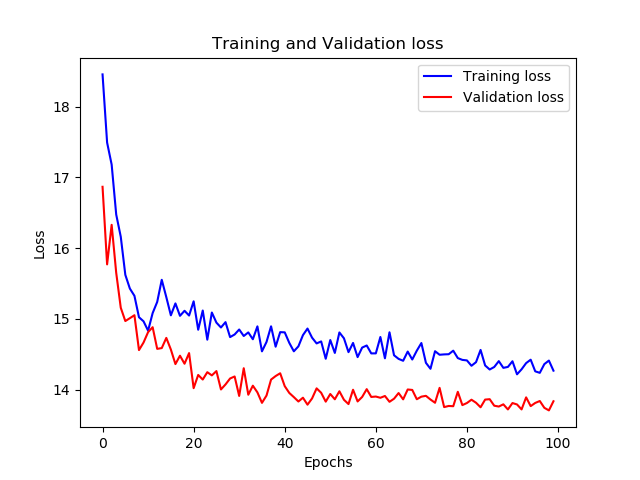 Training and Validation loss
Training loss
Validation loss
18
17
16
15
14
Loss
0
20
40
60
80
100
Epochs